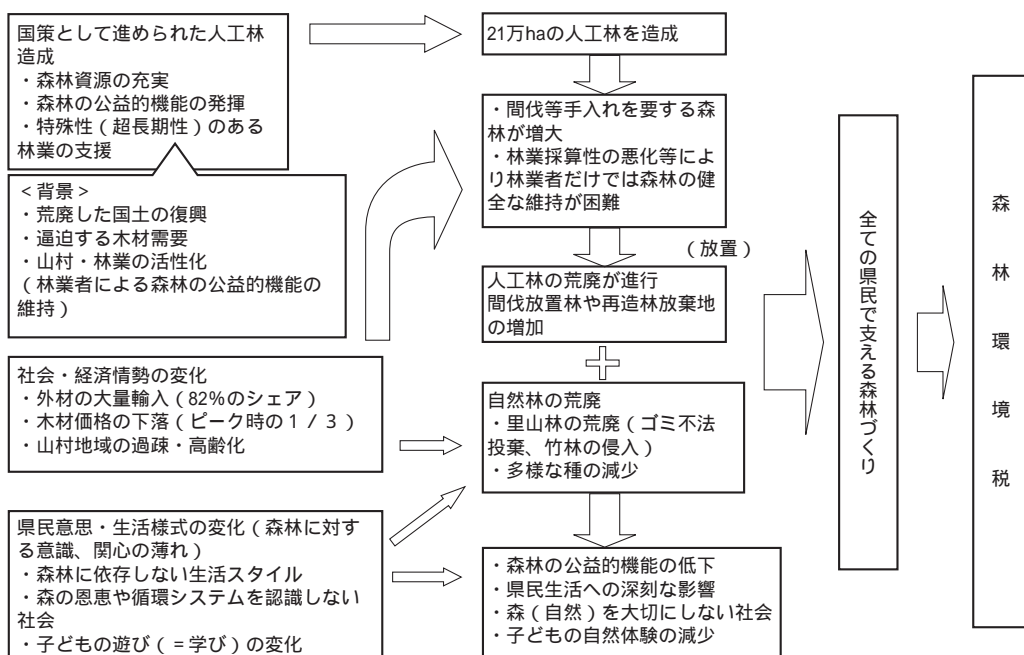 国策として進められた人工林
造成
・森林資源の充実
・森林の公益的機能の発揮
・特殊性(超長期性)のある
林業の支援
<背景>
・荒廃した国土の復興
・逼迫する木材需要
・山村・林業の活性化
(林業者による森林の公益的機能の
維持)
社会・経済情勢の変化
・外材の大量輸入(82%のシェア)
・木材価格の下落(ピーク時の1/3)
・山村地域の過疎・高齢化
県民意思・生活様式の変化(森林に対す
る意識、関心の薄れ)
・森林に依存しない生活スタイル
・森の恩恵や循環システムを認識しない
社会
・子どもの遊び(=学び)の変化
21万haの人工林を造成
・間伐等手入れを要する森
林が増大
・林業採算性の悪化等によ
り林業者だけでは森林の健
全な維持が困難
(放置)
人工林の荒廃が進行
間伐放置林や再造林放棄地
の増加
自然林の荒廃
・里山林の荒廃(ゴミ不法
投棄、竹林の侵入)
・多様な種の減少
・森林の公益的機能の低下
・県民生活への深刻な影響
・森(自然)を大切にしない社会
・子どもの自然体験の減少
全ての県民で支える森林づくり
森林環境税